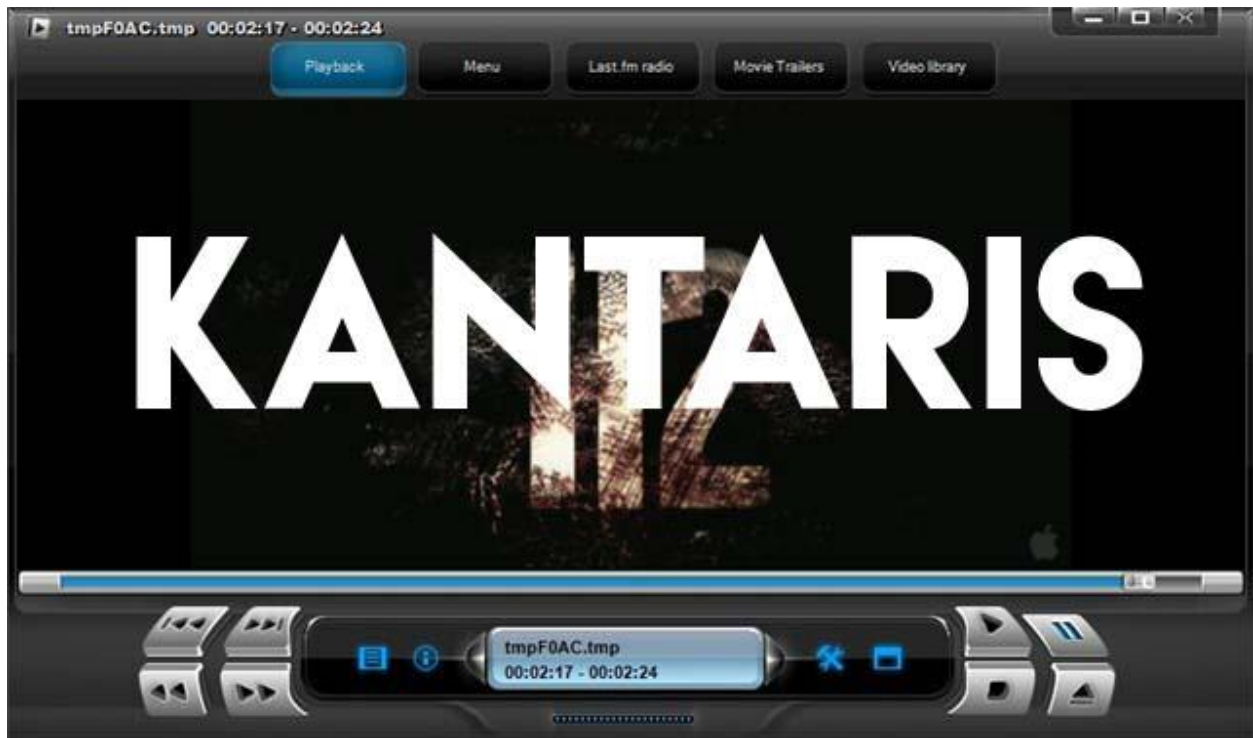 tmpF0AC.tmp 00:02:17 - 00:02:24
Playback Menu Last.fm radio Movie Trailers Video library
KANTARIS
112
tmpF0AC.tmp
00:02:17 - 00:02:24